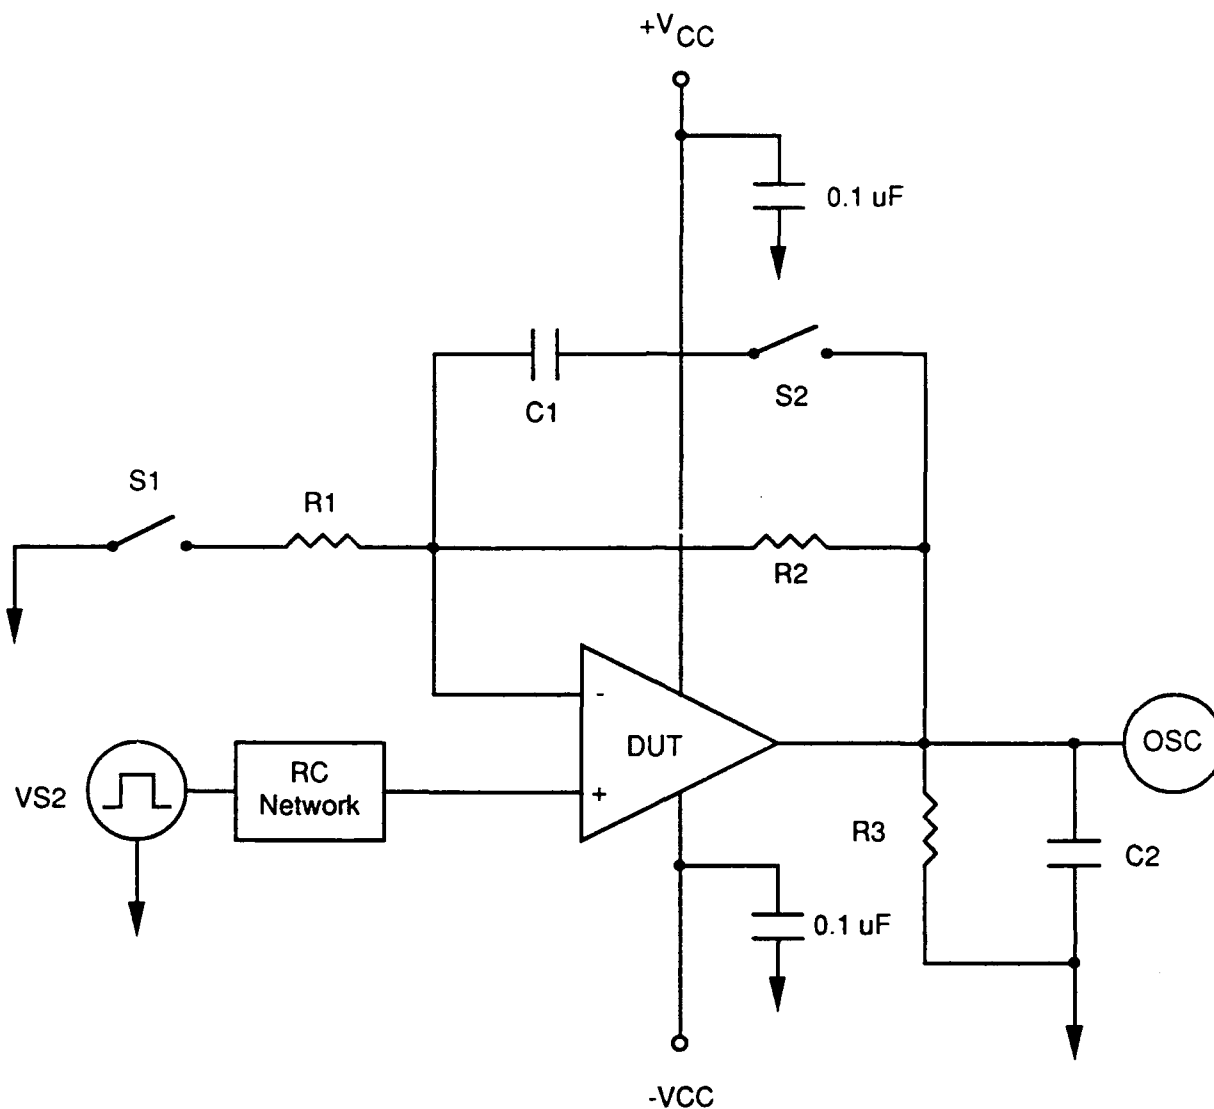 +VCC
0.1 uF
C1
S2
S1
R1
R2
-
DUT
OSC
RC
Network
VS2
+
R3
C2
0.1 uF
-VCC